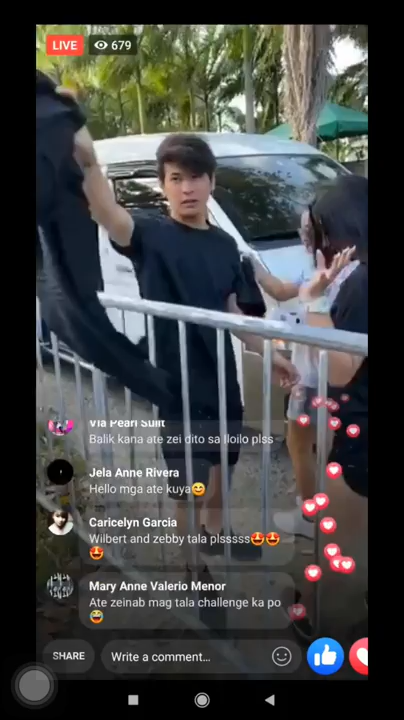 LIVE 679
Via Pearl Sulit
Balik kana ate zei dito sa Iloilo plss
Jela Anne Rivera
Hello mga ate kuya😊
Caricelyn Garcia
Wilbert and zebby tala plsssss🤩🤩
🤩
Mary Anne Valerio Menor
Ate zeinab mag tala challenge ka po
😂
SHARE Write a comment...